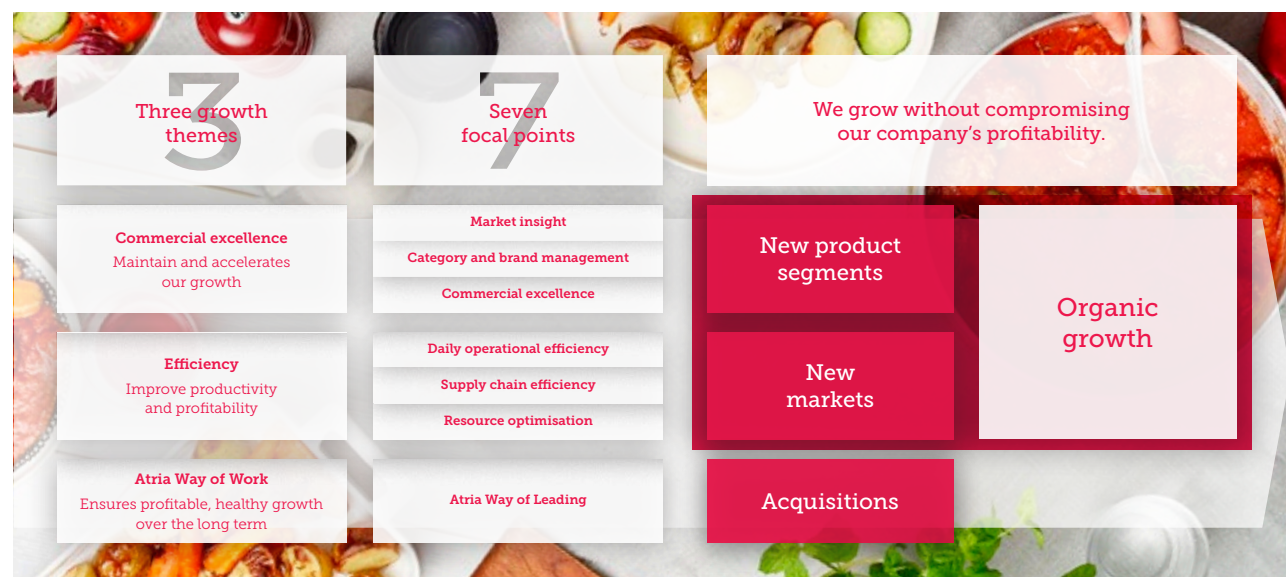 3
Three growth
themes
7
Seven
focal points
We grow without compromising
our company’s profitability.
Commercial excellence
Maintain and accelerates
our growth
Market insight
Category and brand management
Commercial excellence
New product
segments
Organic
growth
Efficiency
Improve productivity
and profitability
Daily operational efficiency
Supply chain efficiency
Resource optimisation
New
markets
Atria Way of Work
Ensures profitable, healthy growth
over the long term
Atria Way of Leading
Acquisitions